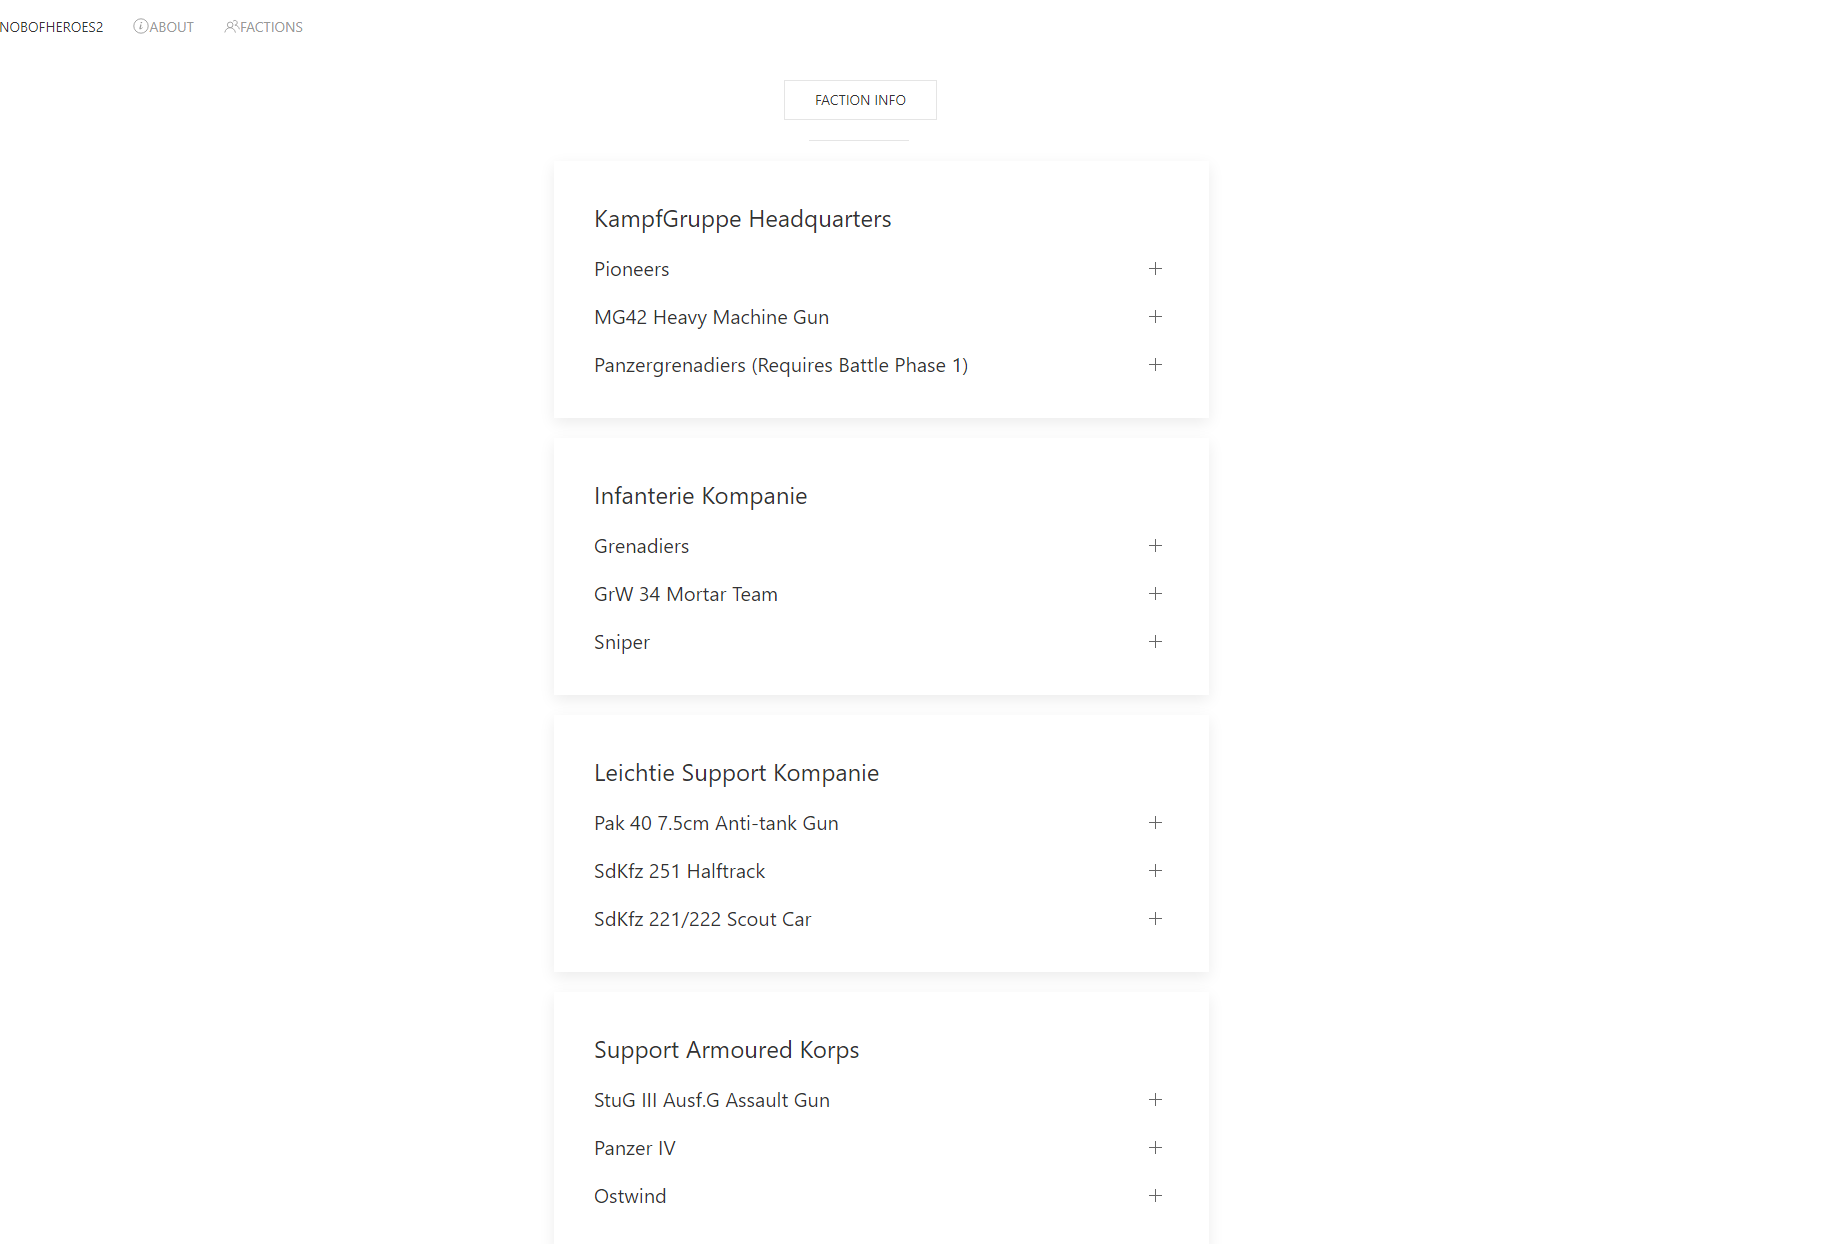 NOBOFHEROES2 ABOUT FACTIONS
FACTION INFO
KampfGruppe Headquarters
Pioneers
MG42 Heavy Machine Gun
Panzergrenadiers (Requires Battle Phase 1)
Infanterie Kompanie
Grenadiers
GrW 34 Mortar Team
Sniper
Leichtie Support Kompanie
Pak 40 7.5cm Anti-tank Gun
SdKfz 251 Halftrack
SdKfz 221/222 Scout Car
Support Armoured Korps
StuG III Ausf.G Assault Gun
Panzer IV
Ostwind